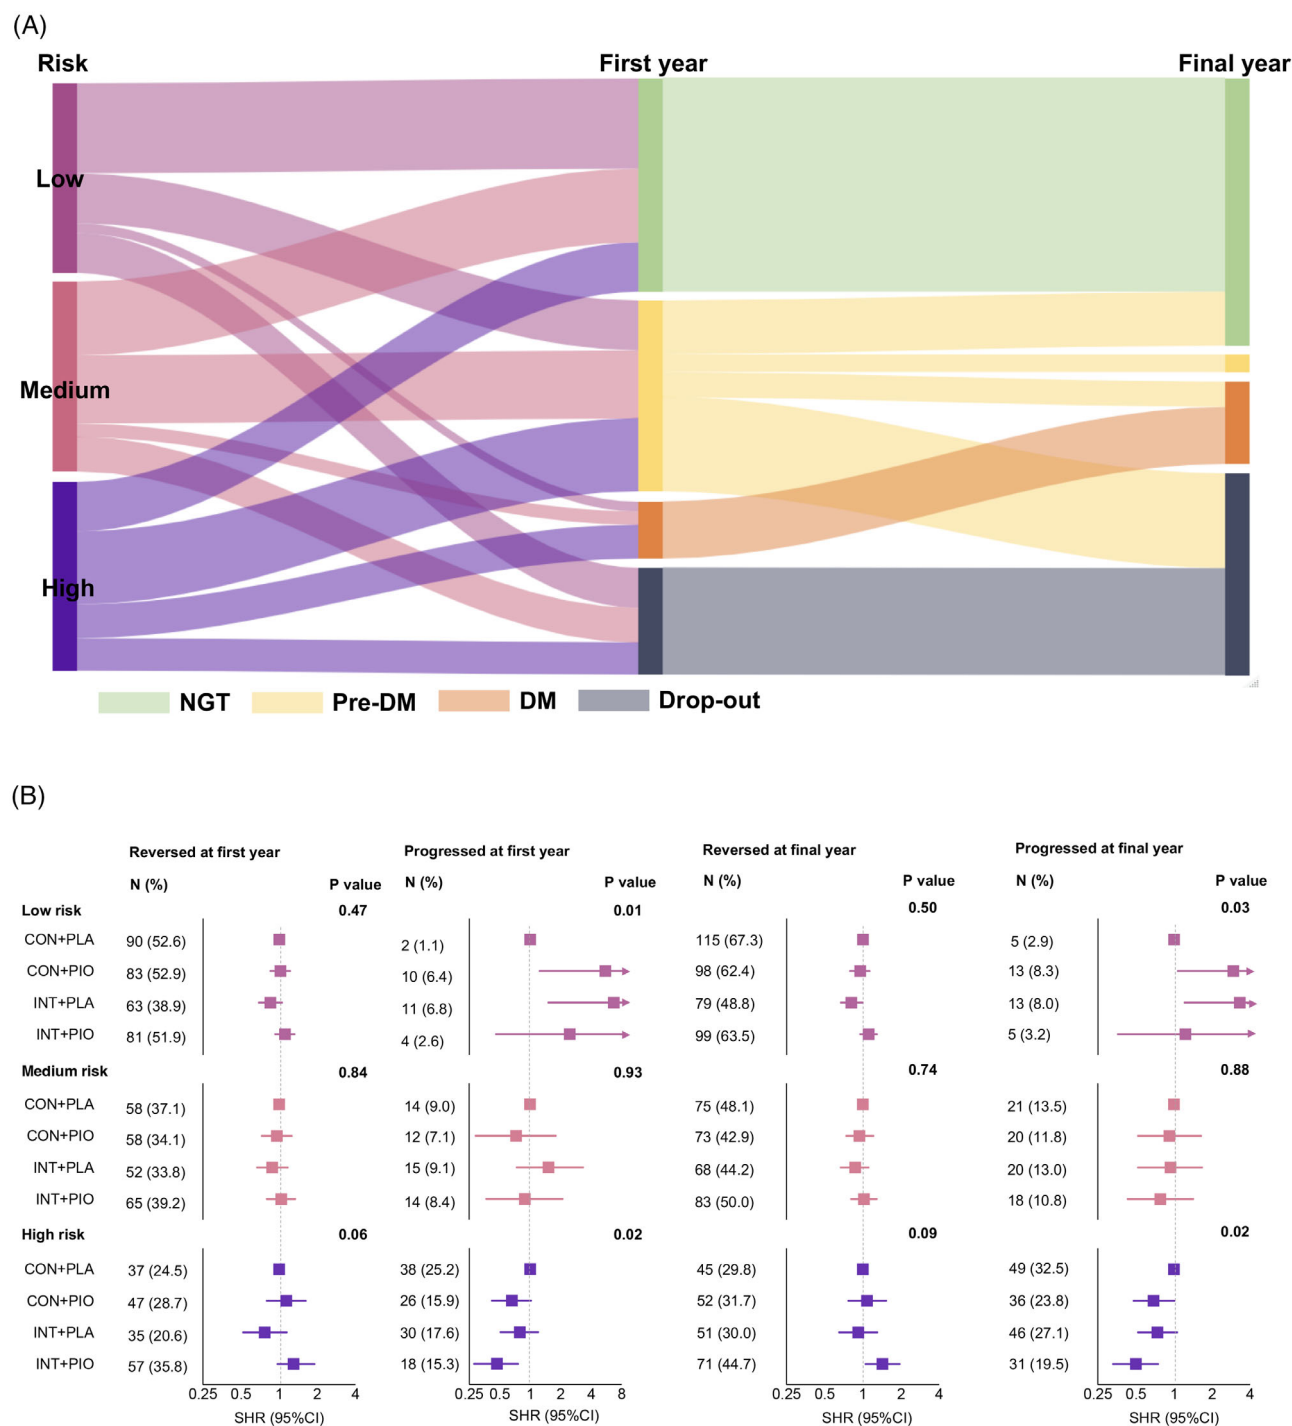 (A)
Risk First year Final year
Low
Medium
High
NGT Pre-DM DM Drop-out
(B)
Reversed at first year Progressed at first year Reversed at final year Progressed at final year
N (%) P value N (%) P value N (%) P value N (%) P value
Low risk 0.47 0.01 0.50 0.03
CON+PLA 90 (52.6) 2 (1.1) 115 (67.3) 5 (2.9)
CON+PIO 83 (52.9) 10 (6.4) 98 (62.4) 13 (8.3)
INT+PLA 63 (38.9) 11 (6.8) 79 (48.8) 13 (8.0)
INT+PIO 81 (51.9) 4 (2.6) 99 (63.5) 5 (3.2)
Medium risk 0.84 0.93 0.74 0.88
CON+PLA 58 (37.1) 14 (9.0) 75 (48.1) 21 (13.5)
CON+PIO 58 (34.1) 12 (7.1) 73 (42.9) 20 (11.8)
INT+PLA 52 (33.8) 15 (9.1) 68 (44.2) 20 (13.0)
INT+PIO 65 (39.2) 14 (8.4) 83 (50.0) 18 (10.8)
High risk 0.06 0.02 0.09 0.02
CON+PLA 37 (24.5) 38 (25.2) 45 (29.8) 49 (32.5)
CON+PIO 47 (28.7) 26 (15.9) 52 (31.7) 36 (23.8)
INT+PLA 35 (20.6) 30 (17.6) 51 (30.0) 46 (27.1)
INT+PIO 57 (35.8) 18 (15.3) 71 (44.7) 31 (19.5)
0.25 0.5 1 2 4 0.25 0.5 1 2 4 8 0.25 0.5 1 2 4 0.25 0.5 1 2 4
SHR (95%CI) SHR (95%CI) SHR (95%CI) SHR (95%CI)